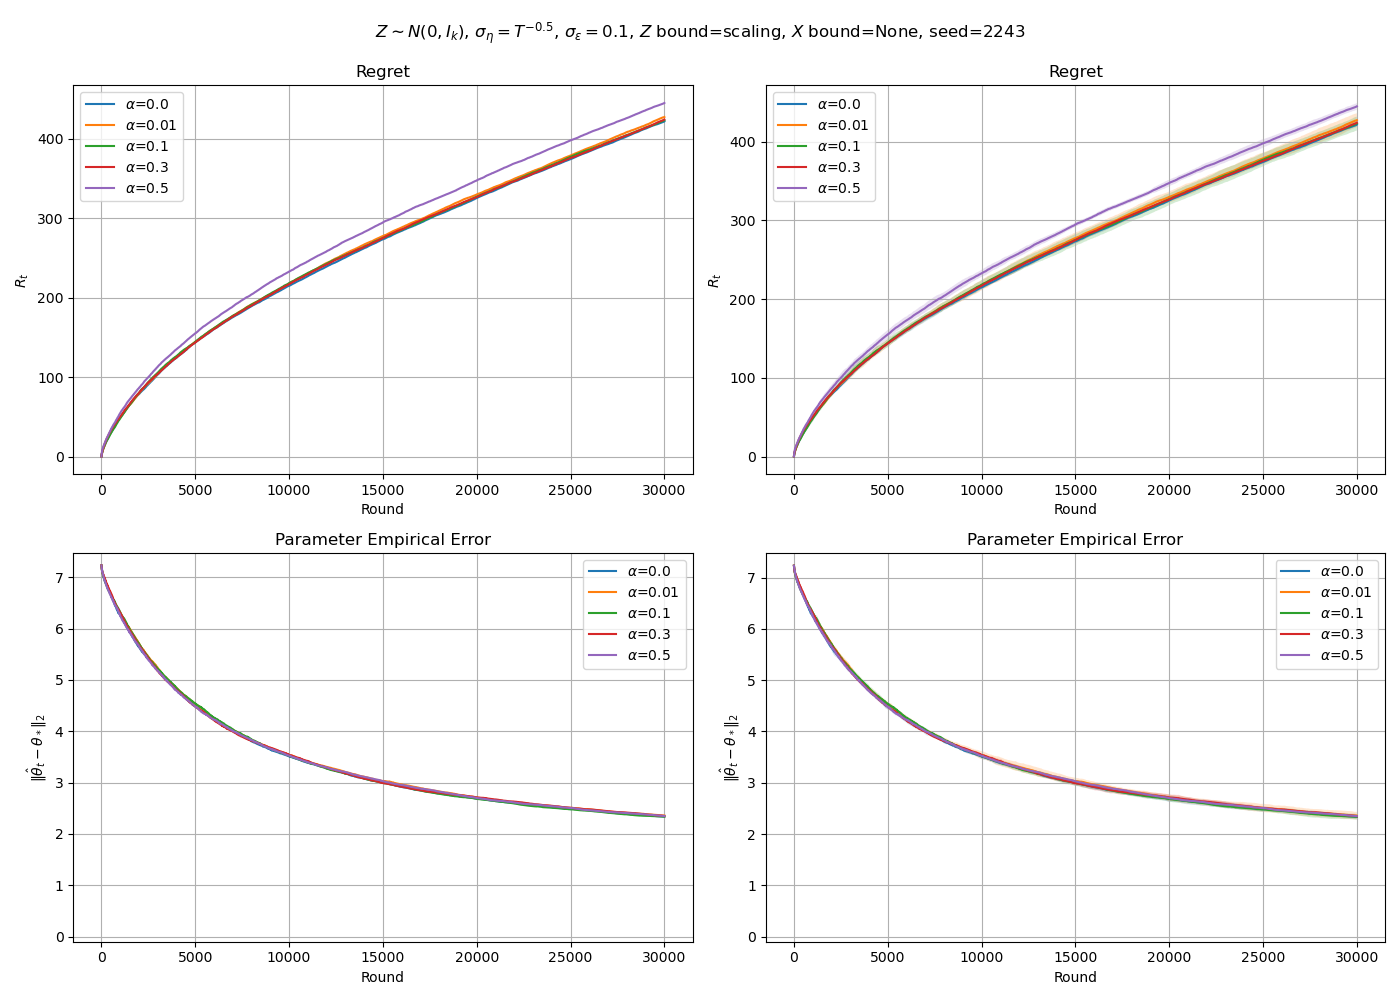 Z ∼ N(0, I_k), σ_η = T^{−0.5}, σ_ε = 0.1, Z bound=scaling, X bound=None, seed=2243
Regret
R_t
400
300
200
100
0
α=0.0
α=0.01
α=0.1
α=0.3
α=0.5
0 5000 10000 15000 20000 25000 30000
Round
Regret
R_t
400
300
200
100
0
α=0.0
α=0.01
α=0.1
α=0.3
α=0.5
0 5000 10000 15000 20000 25000 30000
Round
Parameter Empirical Error
‖θ̂_t − θ_*‖_2
7
6
5
4
3
2
1
0
α=0.0
α=0.01
α=0.1
α=0.3
α=0.5
0 5000 10000 15000 20000 25000 30000
Round
Parameter Empirical Error
‖θ̂_t − θ_*‖_2
7
6
5
4
3
2
1
0
α=0.0
α=0.01
α=0.1
α=0.3
α=0.5
0 5000 10000 15000 20000 25000 30000
Round